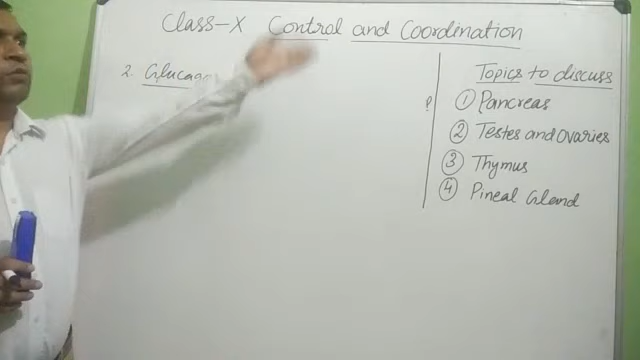 Class-X Control and Coordination
2. Glucago
Topics to discuss
① Pancreas
② Testes and Ovaries
③ Thymus
④ Pineal Gland